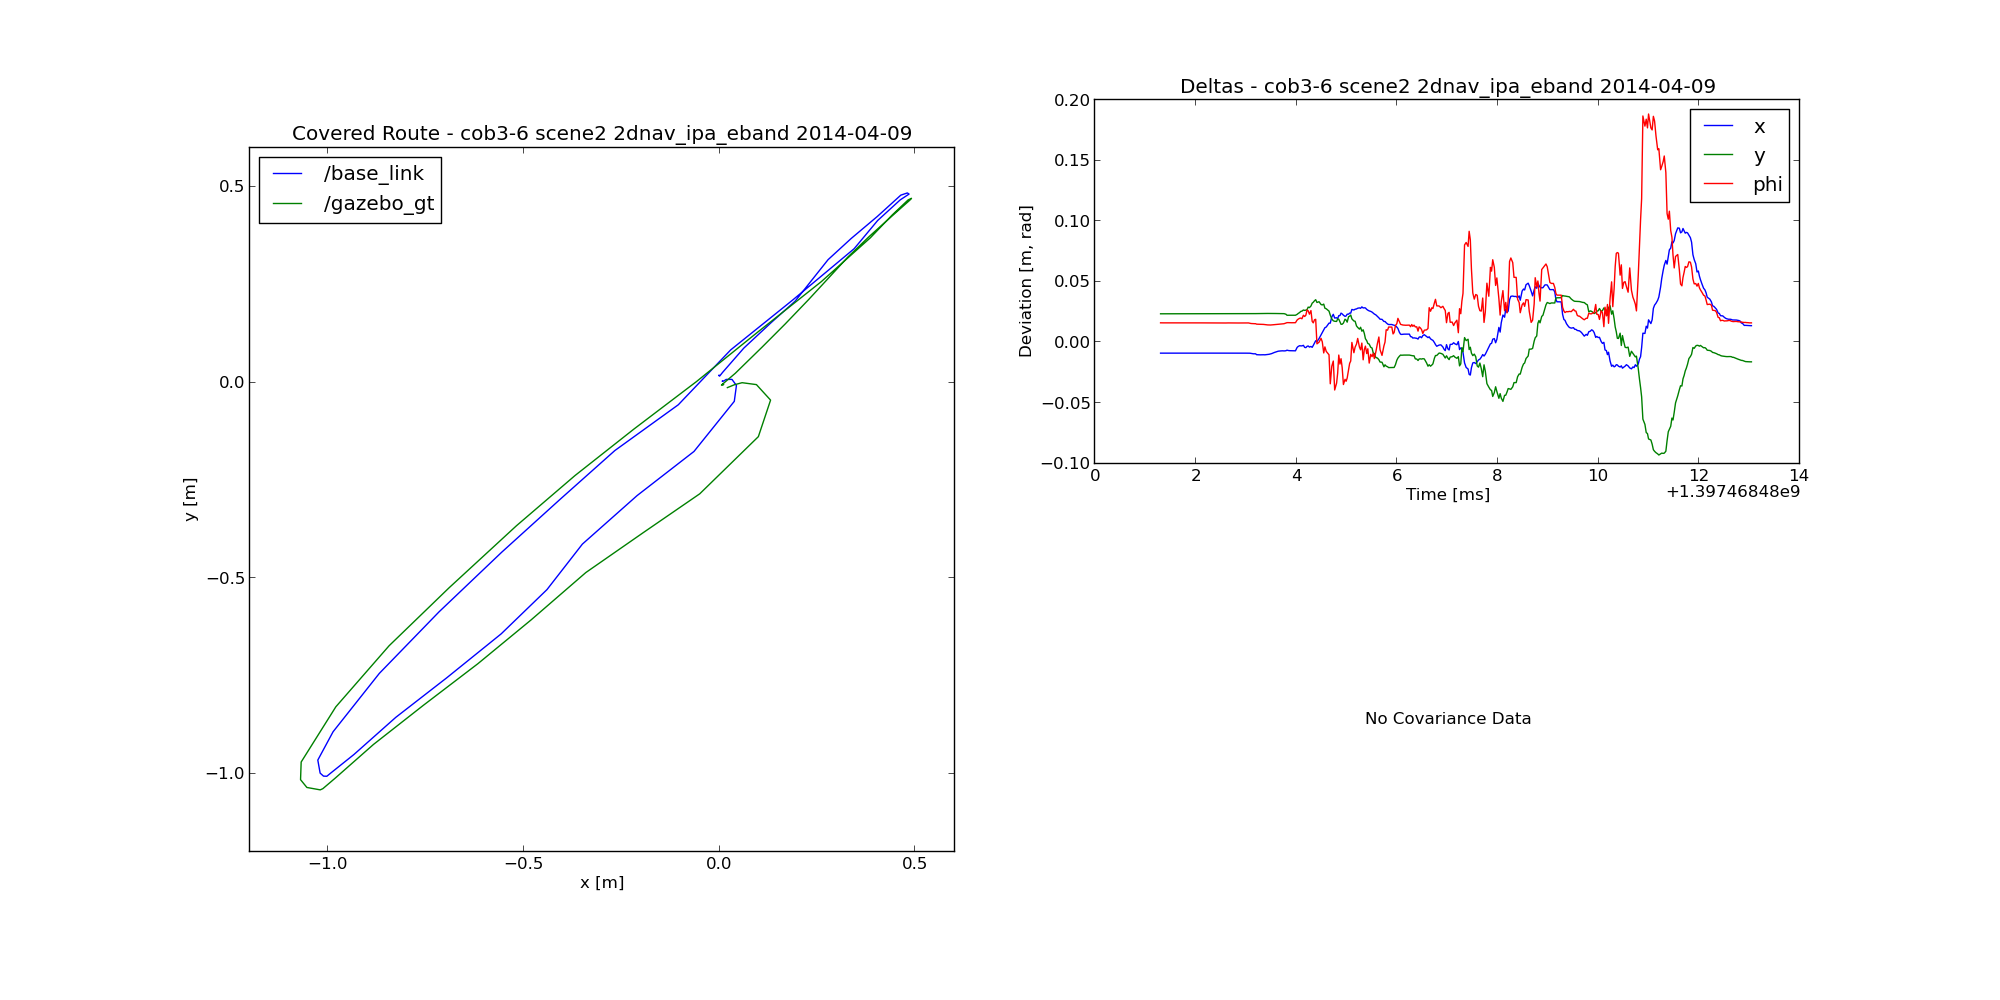 Covered Route - cob3-6 scene2 2dnav_ipa_eband 2014-04-09
/base_link
/gazebo_gt
0.5
0.0
−0.5
−1.0
y [m]
−1.0 −0.5 0.0 0.5
x [m]
Deltas - cob3-6 scene2 2dnav_ipa_eband 2014-04-09
x
y
phi
0.20
0.15
0.10
0.05
0.00
−0.05
−0.10
Deviation [m, rad]
0 2 4 6 8 10 12 14
Time [ms]
+1.39746848e9
No Covariance Data